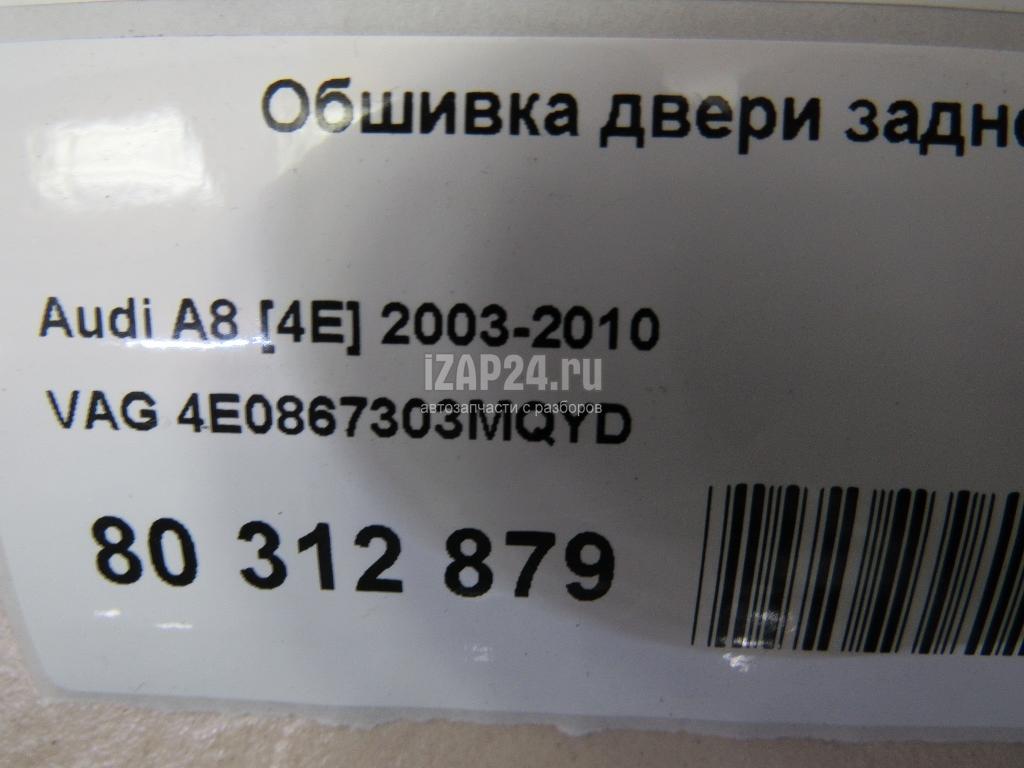 Обшивка двери задне
Audi A8 [4E] 2003-2010
iZAP24.ru
автозапчасти с разборов
VAG 4E0867303MQYD
80 312 879